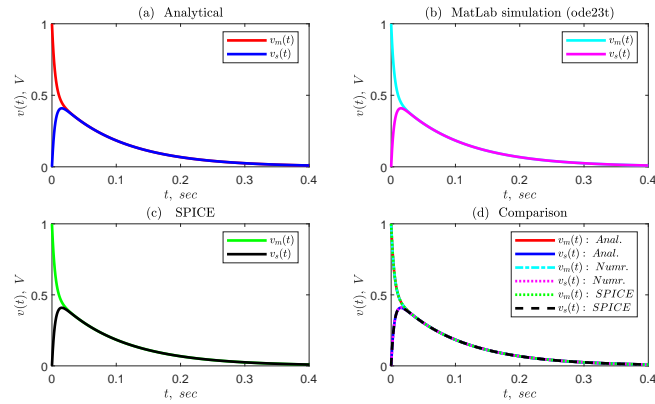 (a) Analytical
v_m(t)
v_s(t)
v(t), V
1
0.5
0
0 0.1 0.2 0.3 0.4
t, sec
(b) MatLab simulation (ode23t)
v_m(t)
v_s(t)
v(t), V
1
0.5
0
0 0.1 0.2 0.3 0.4
t, sec
(c) SPICE
v_m(t)
v_s(t)
v(t), V
1
0.5
0
0 0.1 0.2 0.3 0.4
t, sec
(d) Comparison
v_m(t) : Anal.
v_s(t) : Anal.
v_m(t) : Numr.
v_s(t) : Numr.
v_m(t) : SPICE
v_s(t) : SPICE
v(t), V
1
0.5
0
0 0.1 0.2 0.3 0.4
t, sec